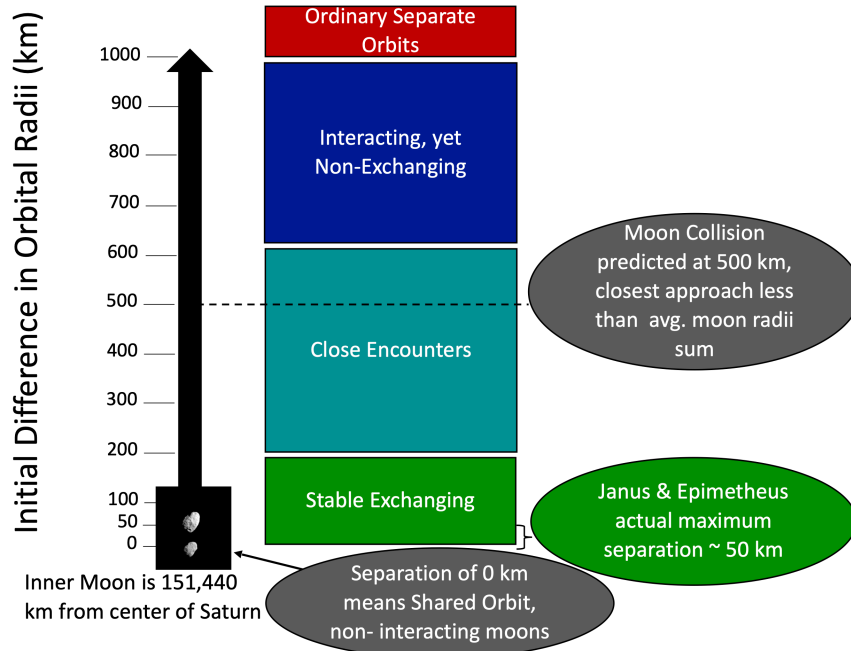 Initial Difference in Orbital Radii (km)
1000
900
800
700
600
500
400
300
200
100
50
0
Inner Moon is 151,440
km from center of Saturn
Ordinary Separate
Orbits
Interacting, yet
Non-Exchanging
Close Encounters
Stable Exchanging
Moon Collision
predicted at 500 km,
closest approach less
than avg. moon radii
sum
Janus & Epimetheus
actual maximum
separation ~ 50 km
Separation of 0 km
means Shared Orbit,
non- interacting moons